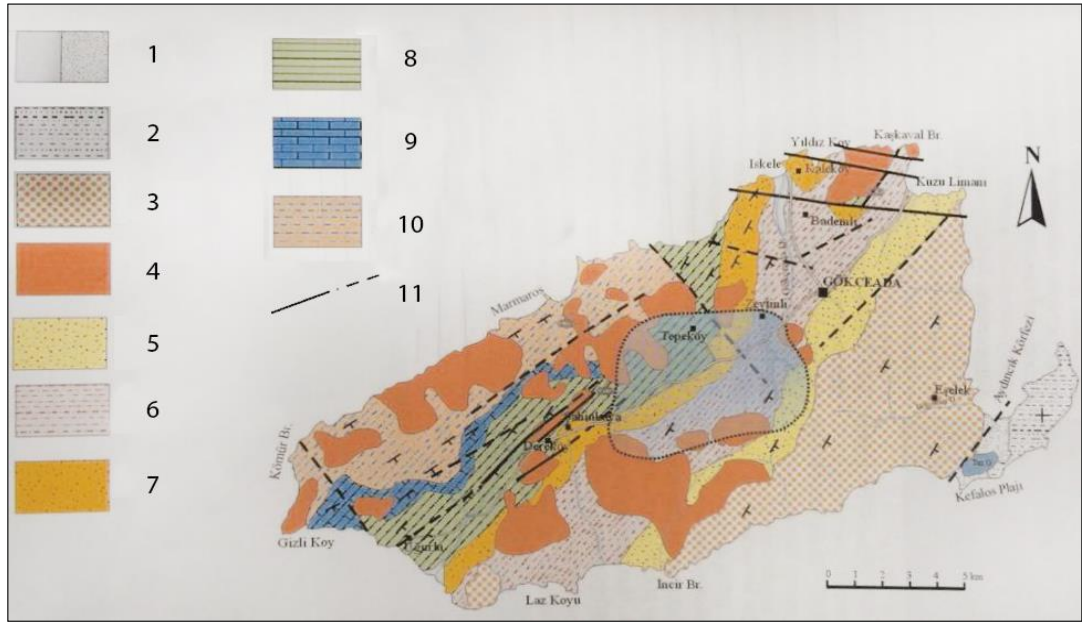 1
2
3
4
5
6
7
8
9
10
11
Yıldız Koy
Kaşkaval Br.
Iskele
Kaleköy
Kuzu Limanı
N
Bademli
Marmaros
GÖKÇEADA
Zeytinli
Tepeköy
Aydıncık Körfezi
Eşelek
Dereköy
Kömür Br.
Tuz G.
Kefalos Plajı
Gizli Koy
Uğurlu
İncir Br.
Laz Koyu
0 1 2 3 4 5 km